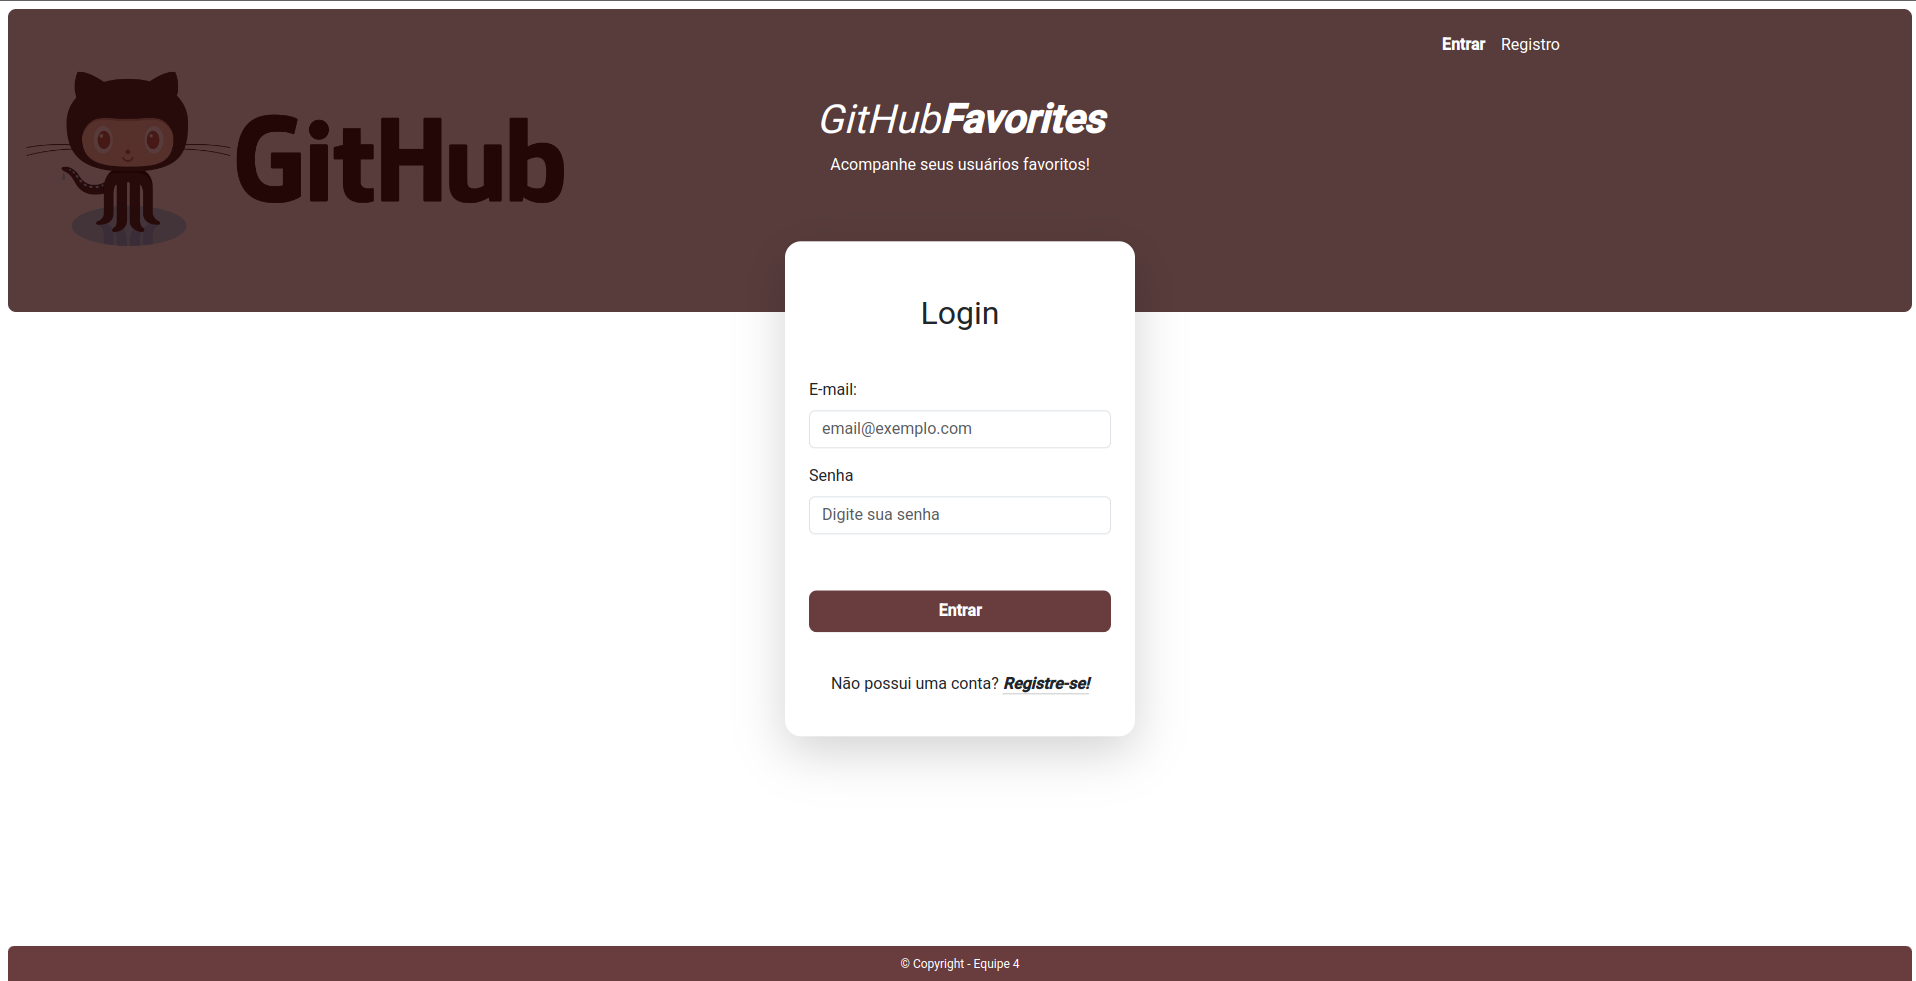 Entrar Registro
GitHub
GitHubFavorites
Acompanhe seus usuários favoritos!
Login
E-mail:
email@exemplo.com
Senha
Digite sua senha
Entrar
Não possui uma conta? Registre-se!
© Copyright - Equipe 4